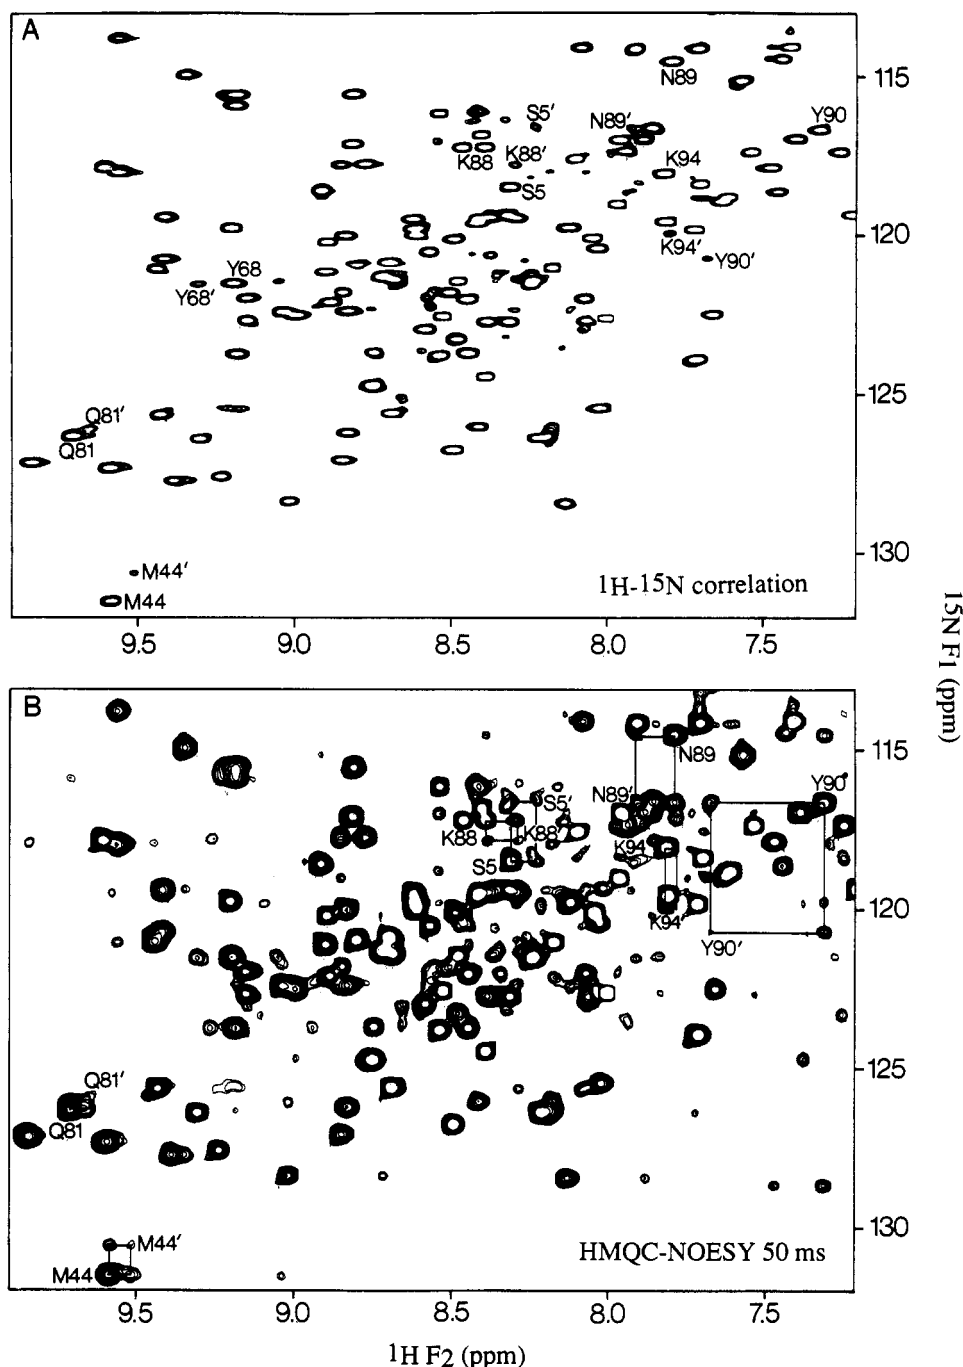 A
115
N89
S5'
N89'
Y90
K88
K88'
K94
S5
120
K94'
Y90'
Y68
Y68'
125
Q81'
Q81
130
M44'
M44
1H-15N correlation
9.5
9.0
8.5
8.0
7.5
15N F1 (ppm)
B
115
N89
S5'
N89'
Y90
K88
K88'
K94
S5
120
K94'
Y90'
125
Q81'
Q81
130
M44'
M44
HMQC-NOESY 50 ms
9.5
9.0
8.5
8.0
7.5
1H F2 (ppm)